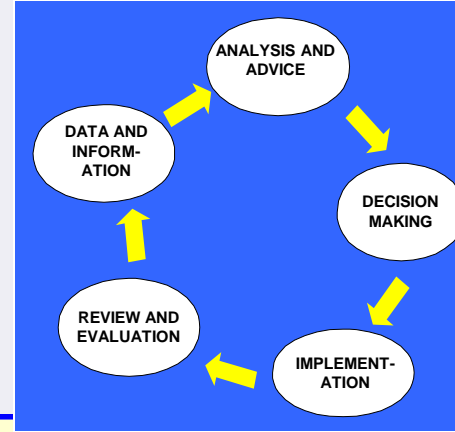 ANALYSIS AND
ADVICE
DATA AND
INFORM-
ATION
DECISION
MAKING
REVIEW AND
EVALUATION
IMPLEMENT-
ATION